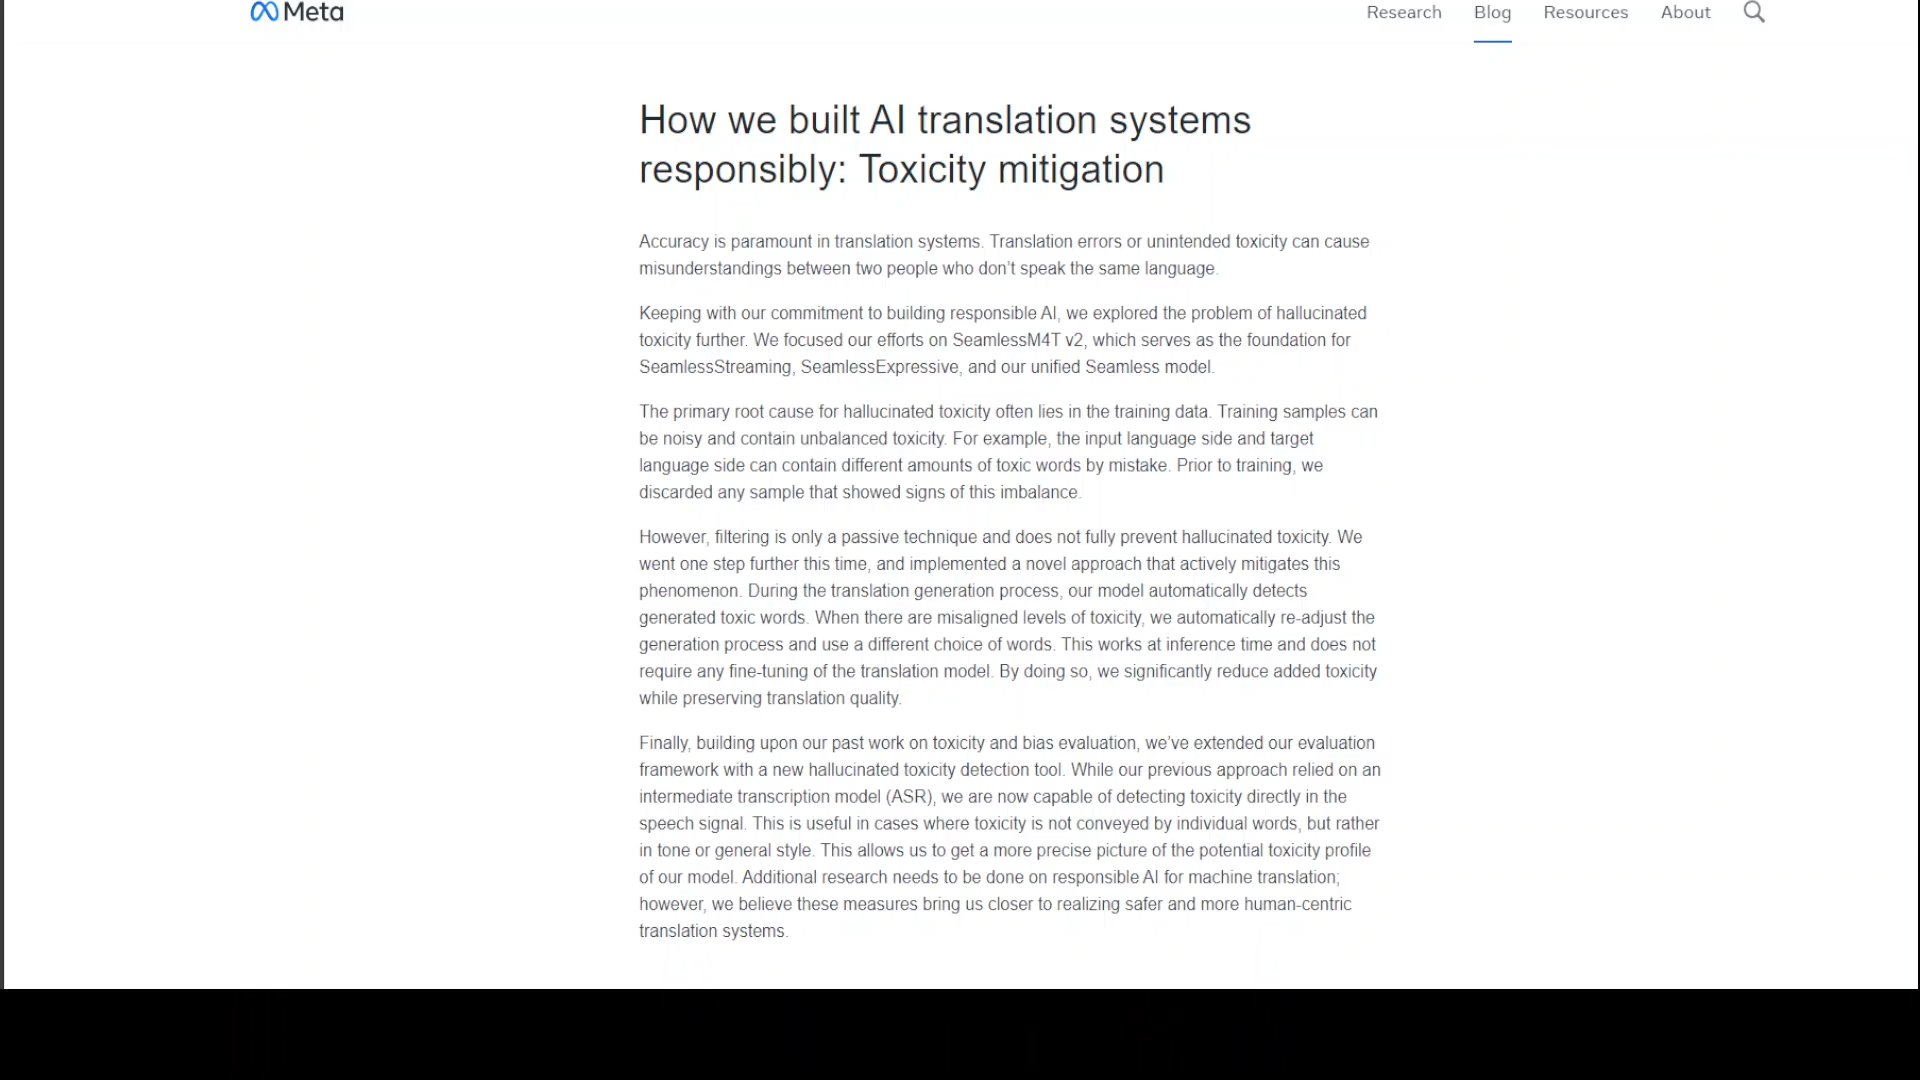 Meta
Research
Blog
Resources
About
How we built AI translation systems
responsibly: Toxicity mitigation
Accuracy is paramount in translation systems. Translation errors or unintended toxicity can cause
misunderstandings between two people who don’t speak the same language.
Keeping with our commitment to building responsible AI, we explored the problem of hallucinated
toxicity further. We focused our efforts on SeamlessM4T v2, which serves as the foundation for
SeamlessStreaming, SeamlessExpressive, and our unified Seamless model.
The primary root cause for hallucinated toxicity often lies in the training data. Training samples can
be noisy and contain unbalanced toxicity. For example, the input language side and target
language side can contain different amounts of toxic words by mistake. Prior to training, we
discarded any sample that showed signs of this imbalance.
However, filtering is only a passive technique and does not fully prevent hallucinated toxicity. We
went one step further this time, and implemented a novel approach that actively mitigates this
phenomenon. During the translation generation process, our model automatically detects
generated toxic words. When there are misaligned levels of toxicity, we automatically re-adjust the
generation process and use a different choice of words. This works at inference time and does not
require any fine-tuning of the translation model. By doing so, we significantly reduce added toxicity
while preserving translation quality.
Finally, building upon our past work on toxicity and bias evaluation, we’ve extended our evaluation
framework with a new hallucinated toxicity detection tool. While our previous approach relied on an
intermediate transcription model (ASR), we are now capable of detecting toxicity directly in the
speech signal. This is useful in cases where toxicity is not conveyed by individual words, but rather
in tone or general style. This allows us to get a more precise picture of the potential toxicity profile
of our model. Additional research needs to be done on responsible AI for machine translation;
however, we believe these measures bring us closer to realizing safer and more human-centric
translation systems.